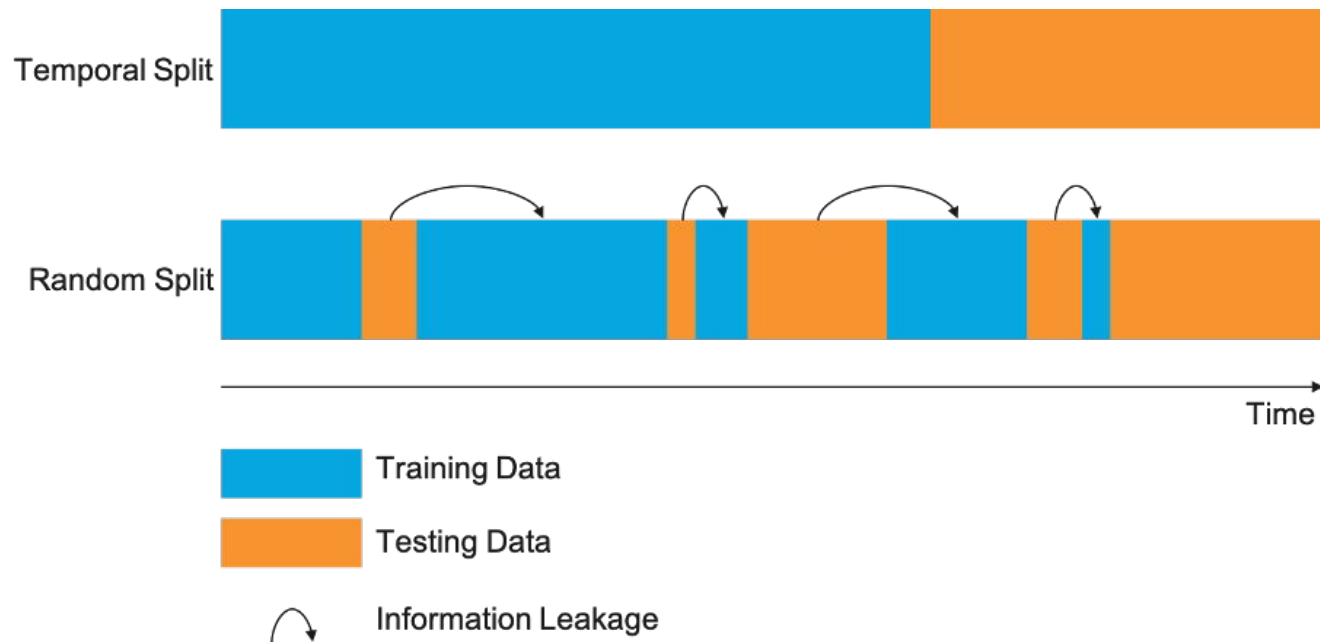 Temporal Split
Random Split
Time
Training Data
Testing Data
Information Leakage